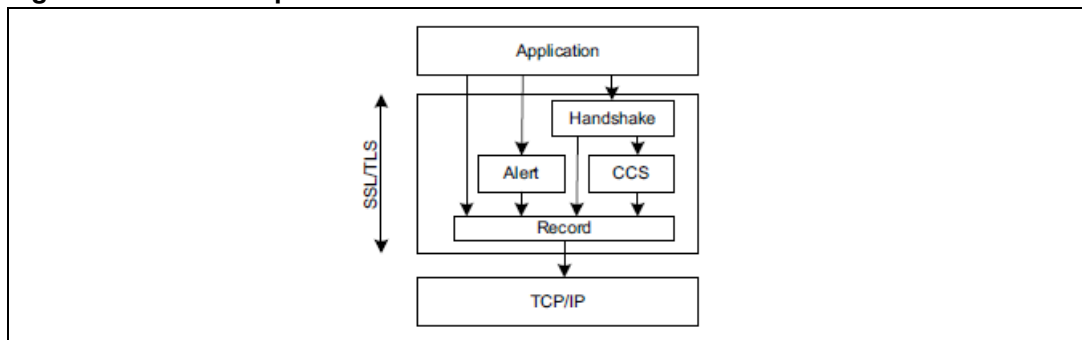 Application
Handshake
SSL/TLS
Alert
CCS
Record
TCP/IP